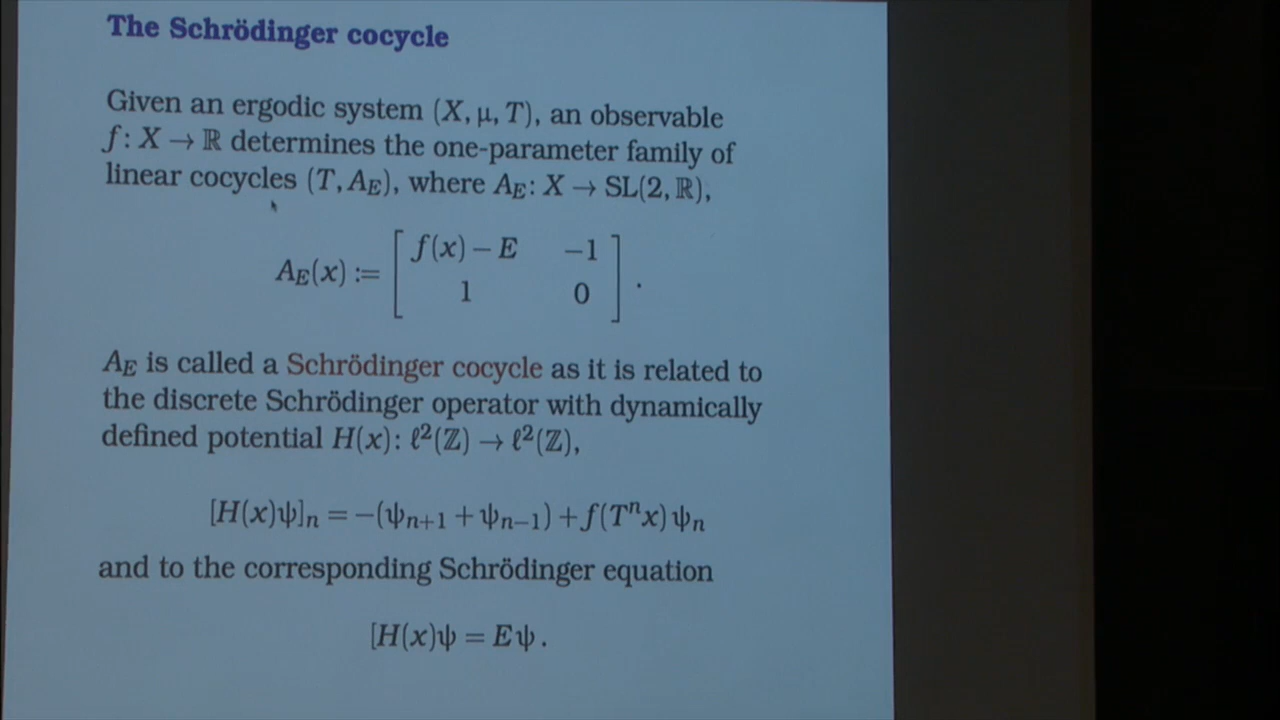 The Schrödinger cocycle
Given an ergodic system (X, μ, T), an observable
f: X → ℝ determines the one-parameter family of
linear cocycles (T, A_E), where A_E: X → SL(2, ℝ),
A_E(x) := [ f(x) − E −1
1 0 ] .
A_E is called a Schrödinger cocycle as it is related to
the discrete Schrödinger operator with dynamically
defined potential H(x): ℓ²(ℤ) → ℓ²(ℤ),
[H(x)ψ]_n = −(ψ_{n+1} + ψ_{n−1}) + f(Tⁿx) ψ_n
and to the corresponding Schrödinger equation
[H(x)ψ = Eψ.